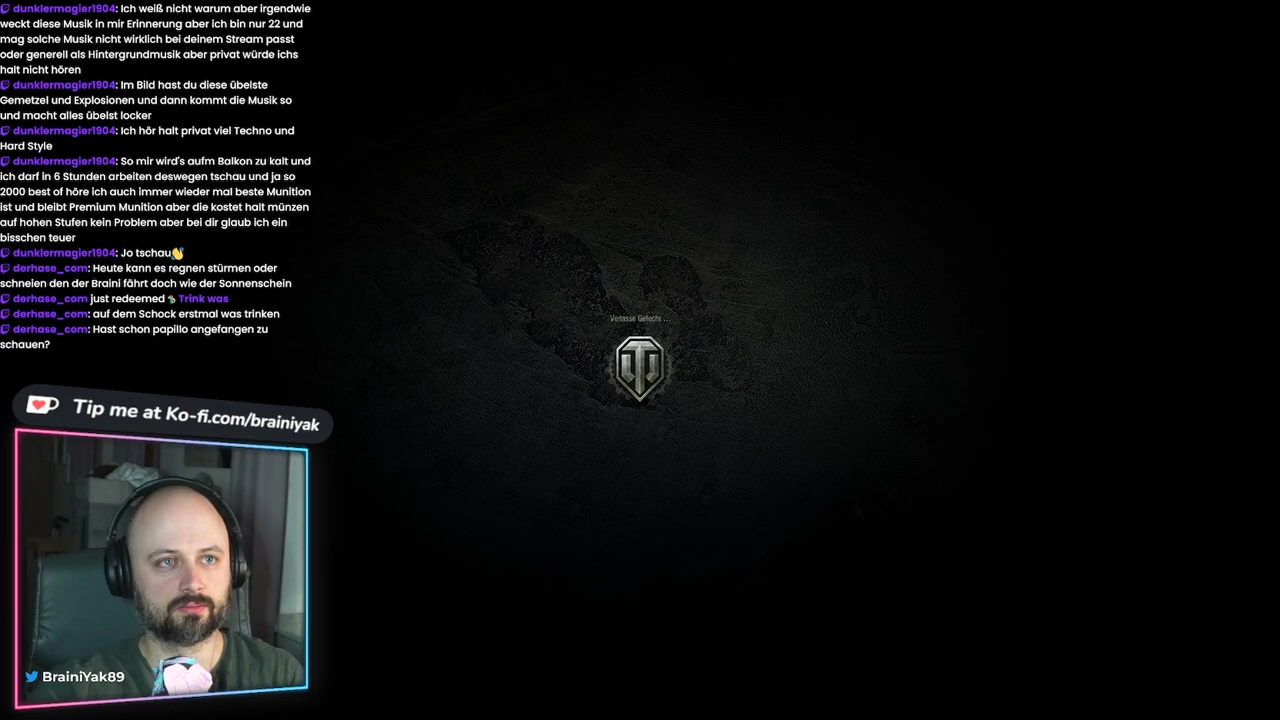 dunklermagier1904: Ich weiß nicht warum aber irgendwie
weckt diese Musik in mir Erinnerung aber ich bin nur 22 und
mag solche Musik nicht wirklich bei deinem Stream passt
oder generell als Hintergrundmusik aber privat würde ichs
halt nicht hören
dunklermagier1904: Im Bild hast du diese übelste
Gemetzel und Explosionen und dann kommt die Musik so
und macht alles übelst locker
dunklermagier1904: Ich hör halt privat viel Techno und
Hard Style
dunklermagier1904: So mir wird's aufm Balkon zu kalt und
ich darf in 6 Stunden arbeiten deswegen tschau und ja so
2000 best of höre ich auch immer wieder mal beste Munition
ist und bleibt Premium Munition aber die kostet halt münzen
auf hohen Stufen kein Problem aber bei dir glaub ich ein
bisschen teuer
dunklermagier1904: Jo tschau👋
derhase_com: Heute kann es regnen stürmen oder
schneien den der Braini fährt doch wie der Sonnenschein
derhase_com just redeemed Trink was
derhase_com: auf dem Schock erstmal was trinken
derhase_com: Hast schon papillo angefangen zu
schauen?
Verlasse Gefecht ...
Tip me at Ko-fi.com/brainiyak
BrainiYak89